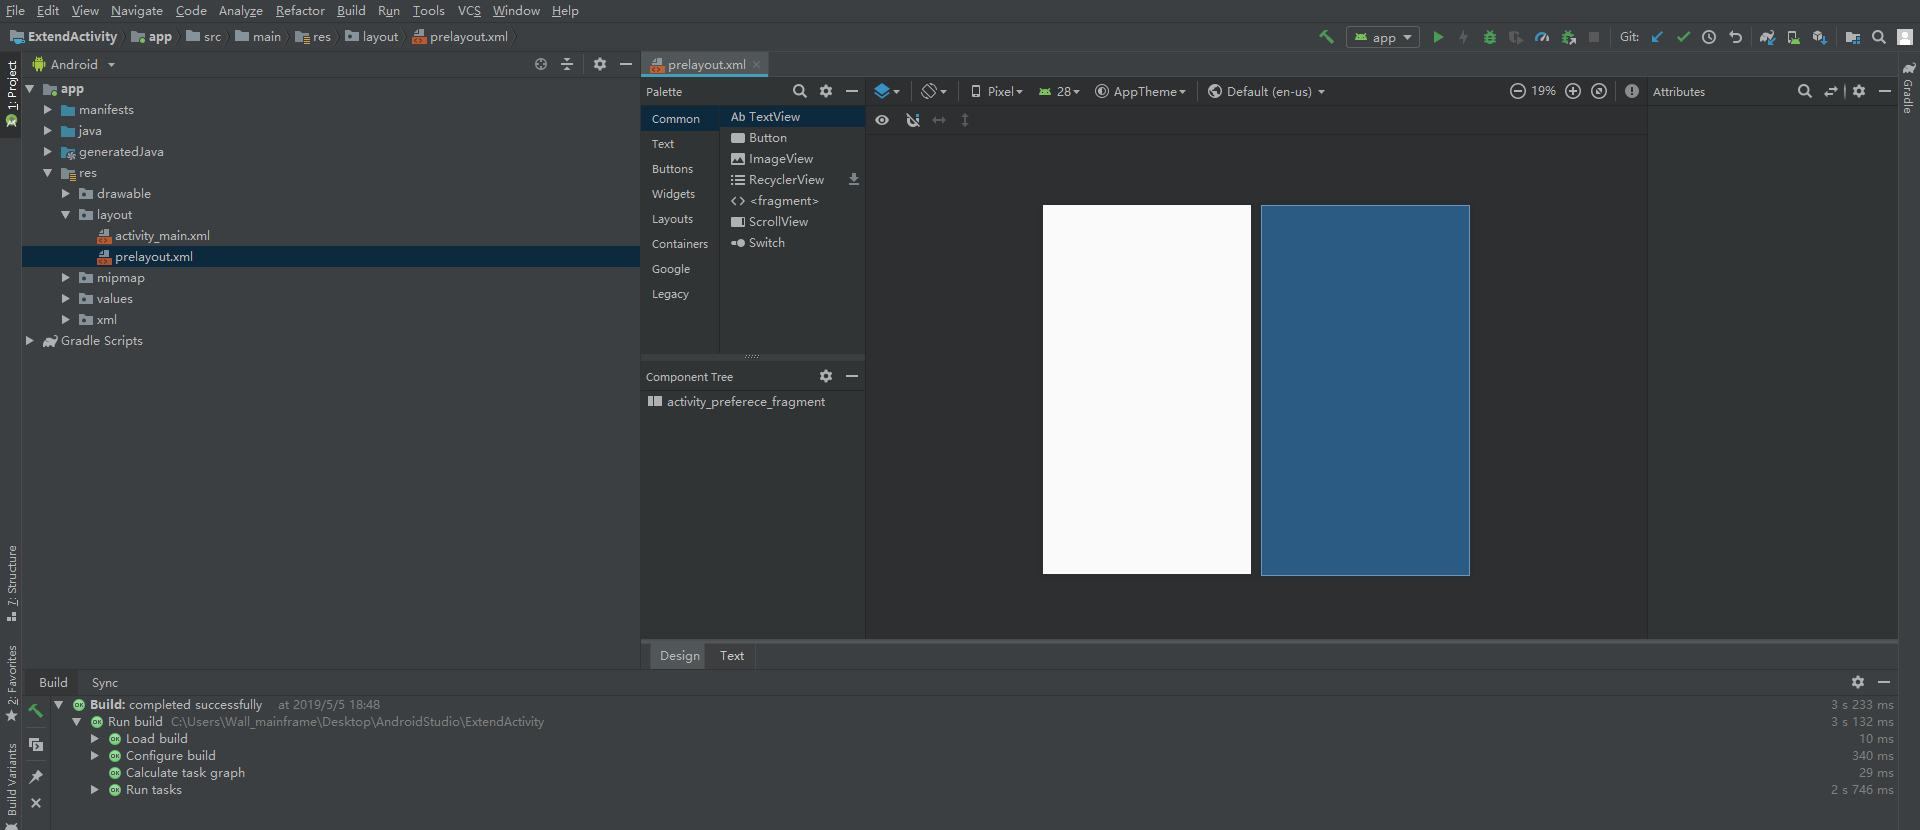 File Edit View Navigate Code Analyze Refactor Build Run Tools VCS Window Help
ExtendActivity app src main res layout prelayout.xml app Git:
1: Project
Android
app
manifests
java
generatedJava
res
drawable
layout
activity_main.xml
prelayout.xml
mipmap
values
xml
Gradle Scripts
prelayout.xml
Palette
Common
Text
Buttons
Widgets
Layouts
Containers
Google
Legacy
Ab TextView
Button
ImageView
RecyclerView
<fragment>
ScrollView
Switch
Pixel 28 AppTheme Default (en-us) 19%
Attributes
Gradle
Component Tree
activity_preferece_fragment
Design Text
7: Structure
2: Favorites
Build Variants
Build Sync
Build: completed successfully at 2019/5/5 18:48 3 s 233 ms
Run build C:\Users\Wall_mainframe\Desktop\AndroidStudio\ExtendActivity 3 s 132 ms
Load build 10 ms
Configure build 340 ms
Calculate task graph 29 ms
Run tasks 2 s 746 ms